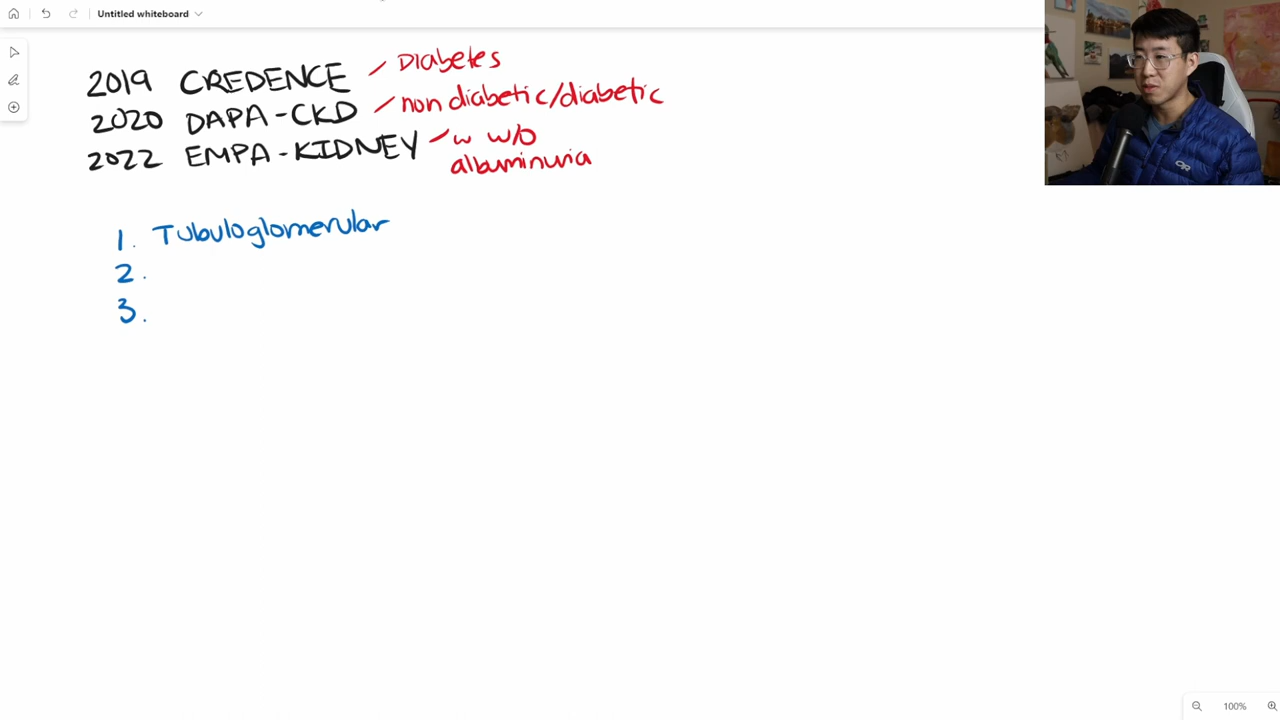 Untitled whiteboard
2019 CREDENCE / Diabetes
2020 DAPA-CKD / non diabetic/diabetic
2022 EMPA-KIDNEY / w w/o
albuminuria
1. Tubuloglomerular
2.
3.
OR
100%